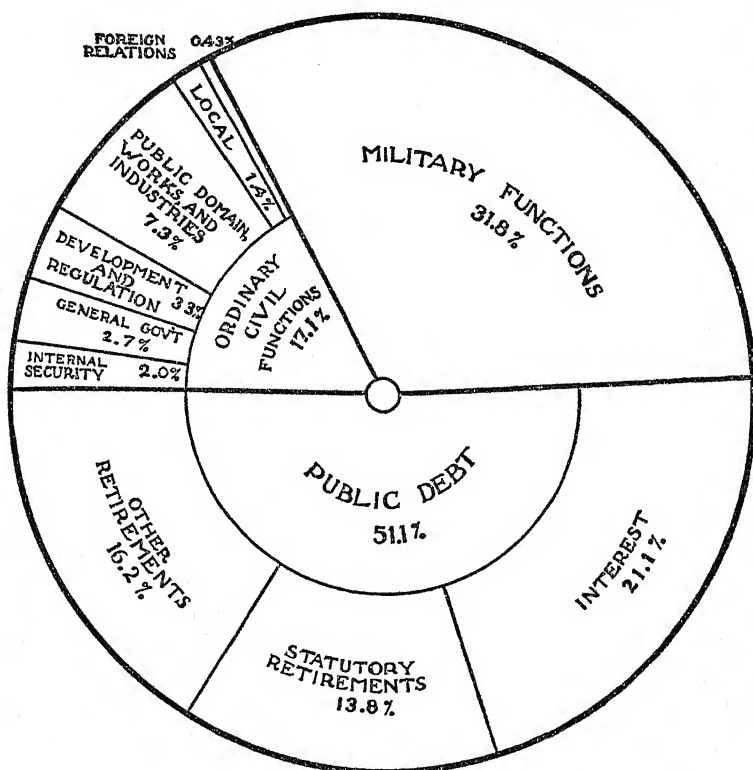 FOREIGN 0.43%
RELATIONS
LOCAL
1.4%
PUBLIC DOMAIN,
WORKS, AND
INDUSTRIES
7.3%
DEVELOPMENT
AND
REGULATION 3.3%
GENERAL GOV'T
2.7%
INTERNAL
SECURITY 2.0%
ORDINARY
CIVIL
FUNCTIONS
17.1%
MILITARY FUNCTIONS
31.8%
PUBLIC DEBT
51.1%
OTHER
RETIREMENTS
16.2%
STATUTORY
RETIREMENTS
13.8%
INTEREST
21.1%